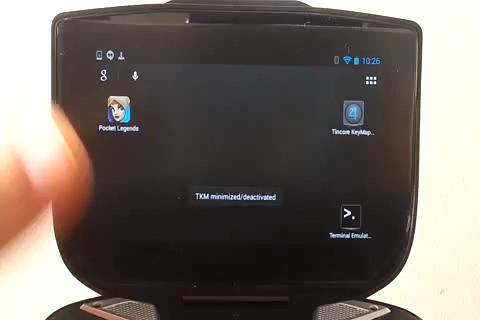 10:26
g
Pocket Legends
Tincore KeyMap...
TKM minimized/deactivated
>.
Terminal Emulat...